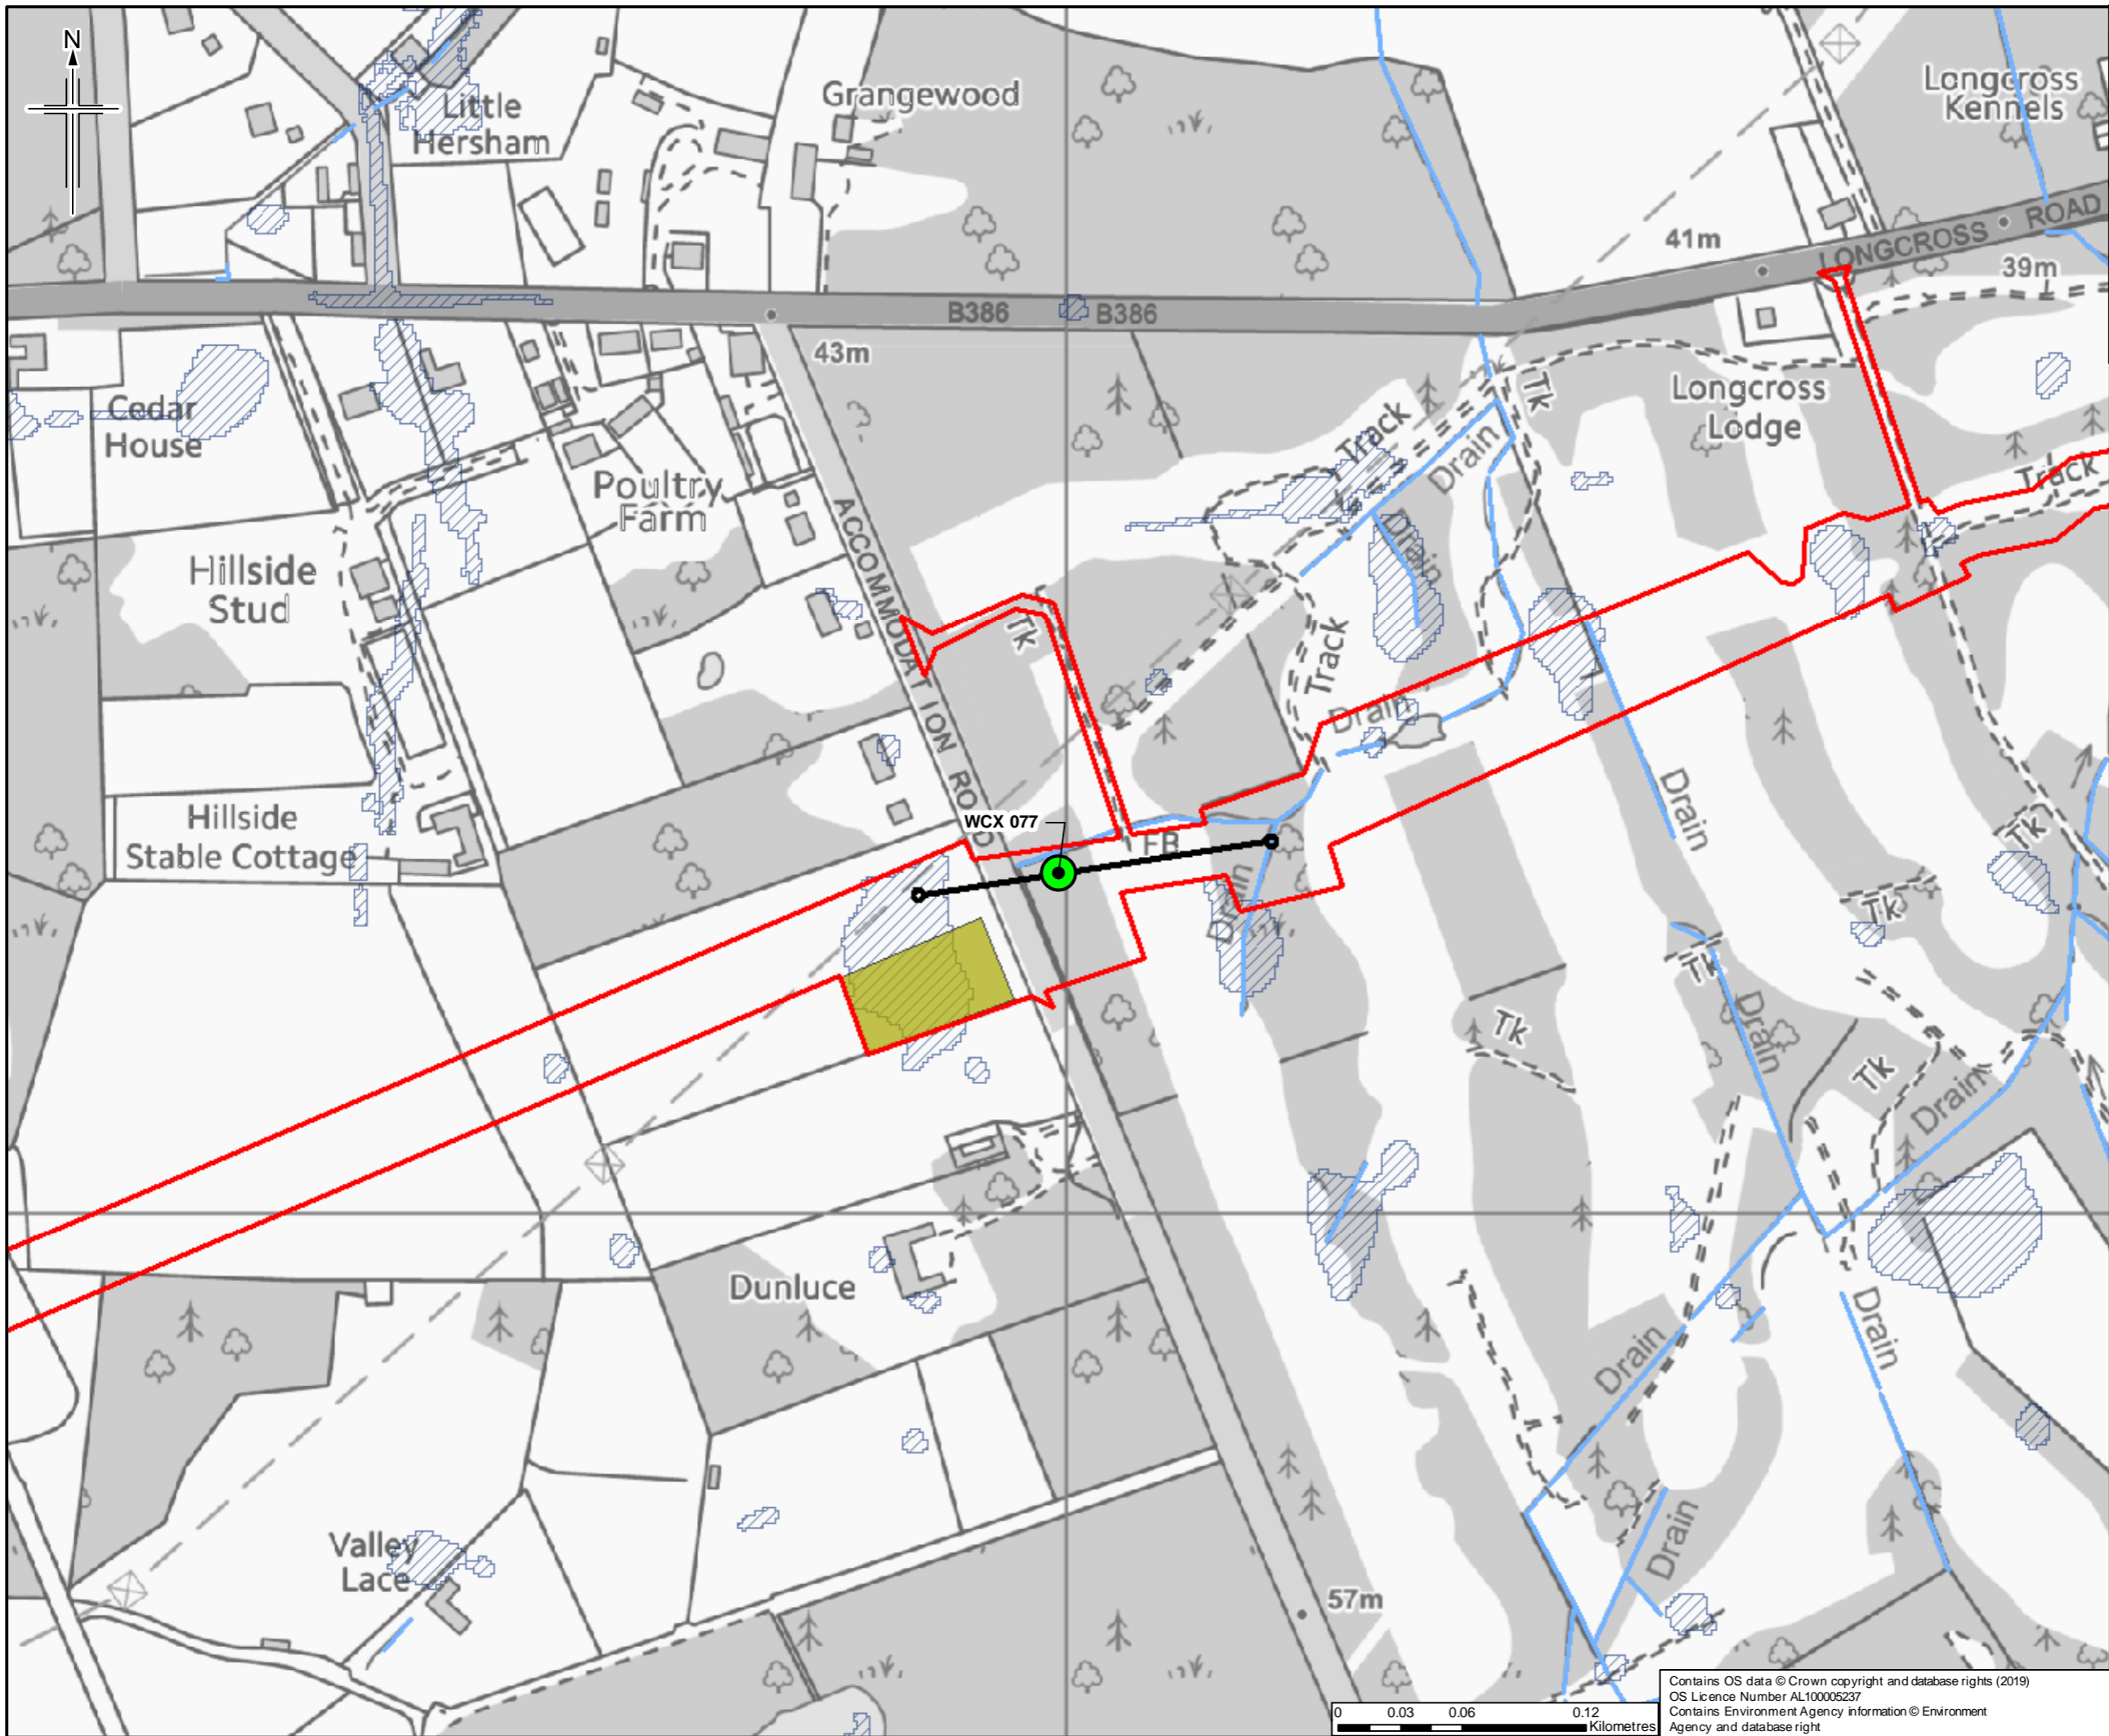 N
Little
Hersham
Grangewood
Longcross
Kennels
LONGCROSS ROAD
41m
39m
B386
B386
43m
Cedar
House
Poultry
Farm
Track
Drain
Tk
Longcross
Lodge
Track
Hillside
Stud
ACCOMMODATION ROAD
Tk
Drain
Track
Drain
Hillside
Stable Cottage
WCX 077
FB
Drain
Drain
Tk
Tk
Tk
Drain
Tk
Tk
Drain
Dunluce
Drain
Drain
Valley
Lace
Drain
57m
0 0.03 0.06 0.12
Kilometres
Contains OS data © Crown copyright and database rights (2019)
OS Licence Number AL100005237
Contains Environment Agency information © Environment
Agency and database right